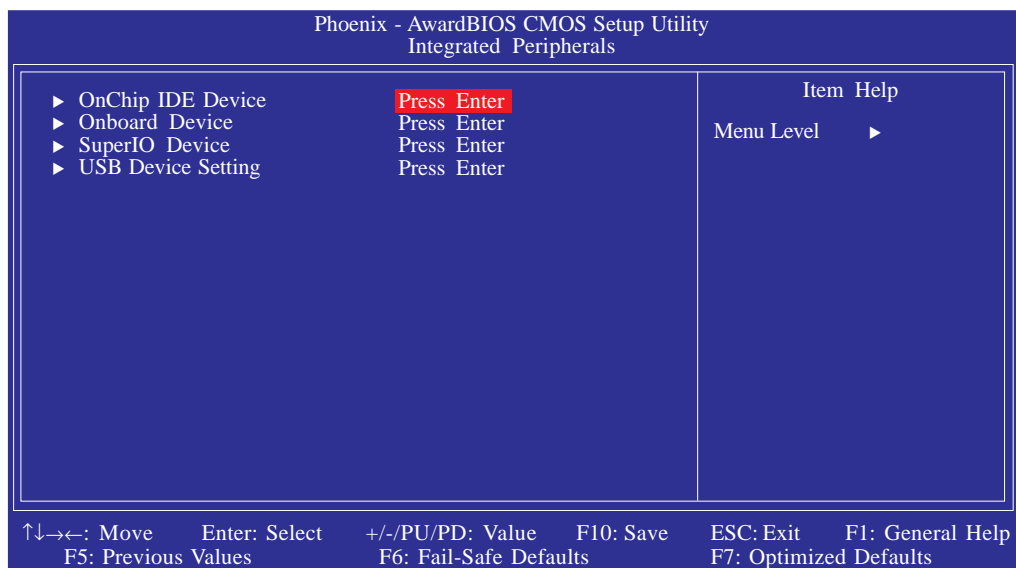 Phoenix - AwardBIOS CMOS Setup Utility
Integrated Peripherals
► OnChip IDE Device Press Enter
► Onboard Device Press Enter
► SuperIO Device Press Enter
► USB Device Setting Press Enter
Item Help
Menu Level ►
↑↓→←: Move Enter: Select +/-/PU/PD: Value F10: Save ESC: Exit F1: General Help
F5: Previous Values F6: Fail-Safe Defaults F7: Optimized Defaults